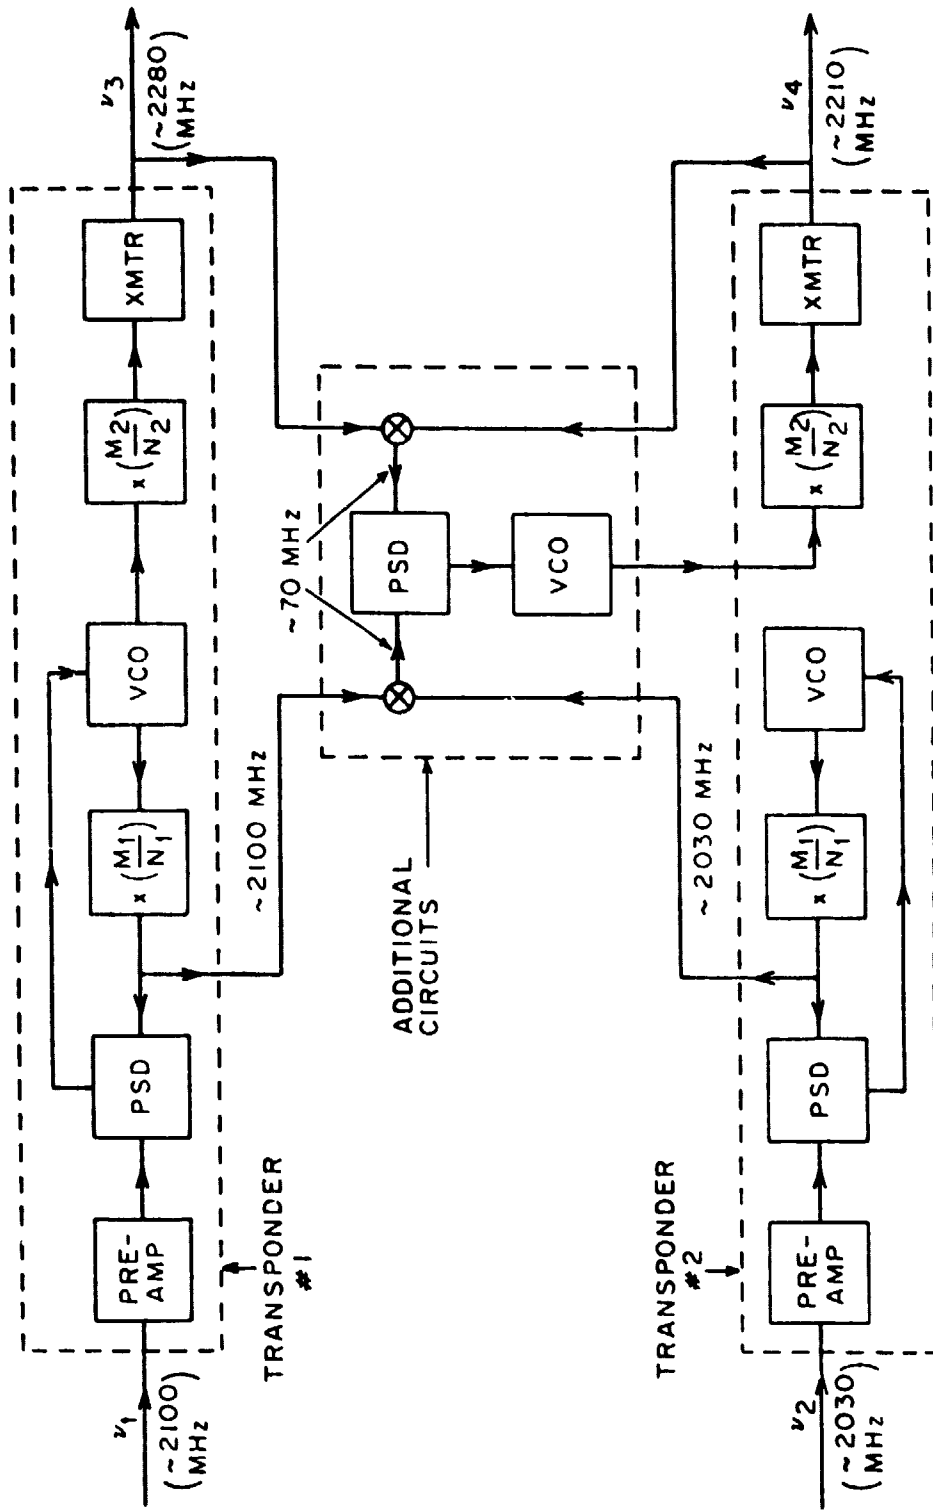 ν1
(~2100)
MHz
PRE-
AMP
PSD
x (M1
N1)
VCO
x (M2
N2)
XMTR
ν3
(~2280)
MHz
TRANSPONDER
#1
~2100 MHz
~70 MHz
PSD
VCO
ADDITIONAL
CIRCUITS
~2030 MHz
TRANSPONDER
#2
ν2
(~2030)
MHz
PRE-
AMP
PSD
x (M1
N1)
VCO
x (M2
N2)
XMTR
ν4
(~2210)
MHz